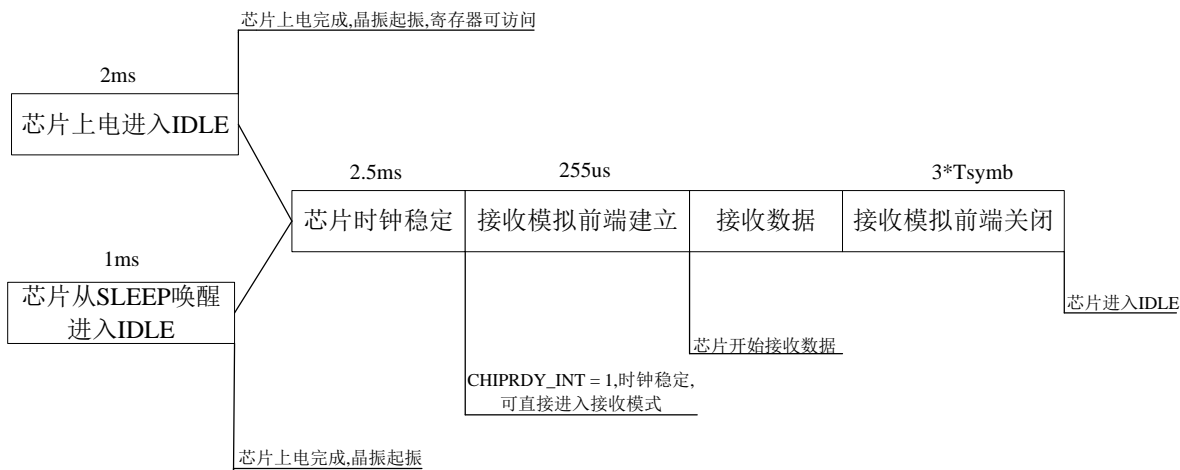 芯片上电完成,晶振起振,寄存器可访问
2ms
芯片上电进入IDLE
2.5ms
255us
3*Tsymb
芯片时钟稳定
接收模拟前端建立
接收数据
接收模拟前端关闭
1ms
芯片从SLEEP唤醒
进入IDLE
芯片进入IDLE
芯片开始接收数据
CHIPRDY_INT = 1,时钟稳定,
可直接进入接收模式
芯片上电完成,晶振起振